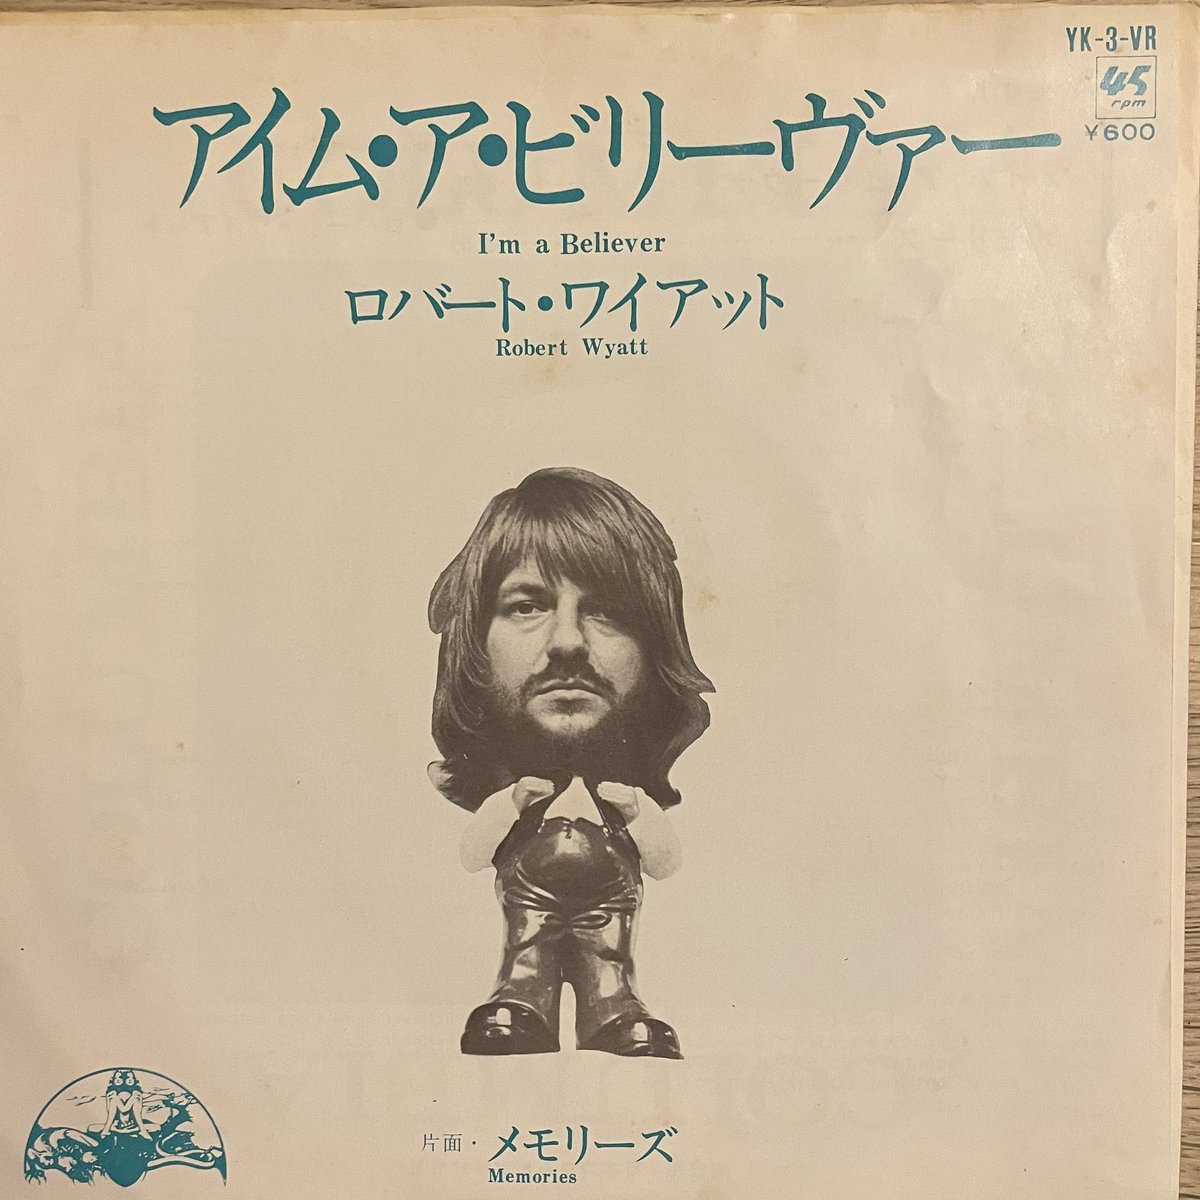 YK-3-VR
45
rpm
¥600
アイム・ア・ビリーヴァー
I'm a Believer
ロバート・ワイアット
Robert Wyatt
片面・メモリーズ
Memories